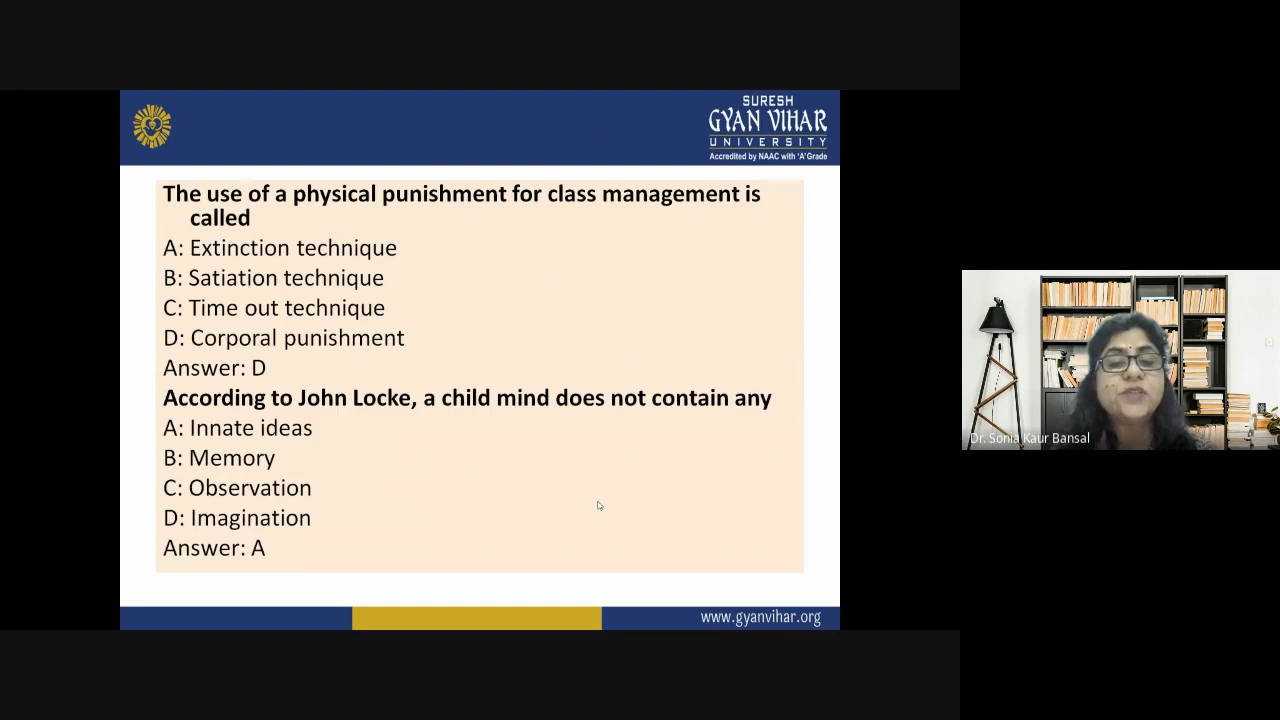 SURESH
GYAN VIHAR
UNIVERSITY
Accredited by NAAC with 'A' Grade
The use of a physical punishment for class management is
called
A: Extinction technique
B: Satiation technique
C: Time out technique
D: Corporal punishment
Answer: D
According to John Locke, a child mind does not contain any
A: Innate ideas
B: Memory
C: Observation
D: Imagination
Answer: A
www.gyanvihar.org
Dr. Sonia Kaur Bansal